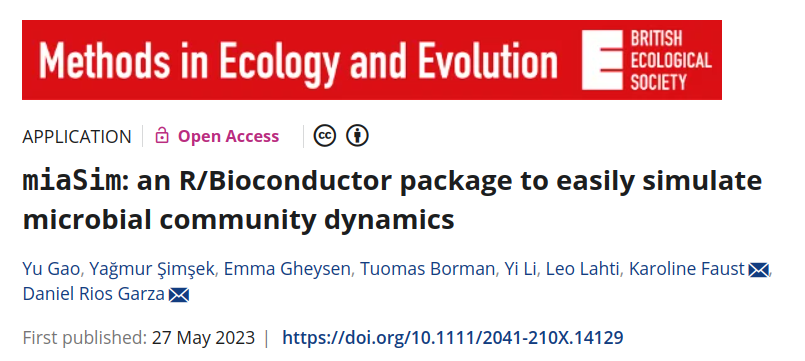 Methods in Ecology and Evolution
BRITISH
ECOLOGICAL
SOCIETY
APPLICATION Open Access cc
miaSim: an R/Bioconductor package to easily simulate
microbial community dynamics
Yu Gao, Yağmur Şimşek, Emma Gheysen, Tuomas Borman, Yi Li, Leo Lahti, Karoline Faust,
Daniel Rios Garza
First published: 27 May 2023 | https://doi.org/10.1111/2041-210X.14129